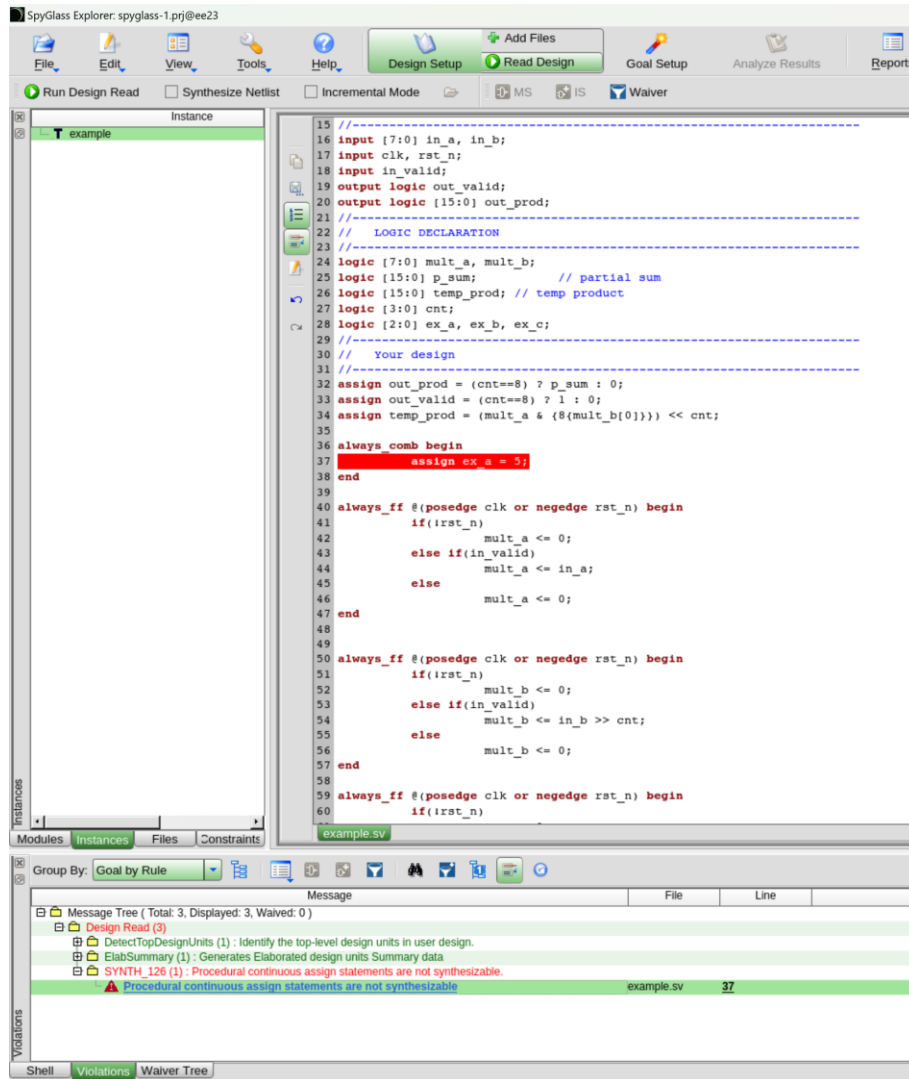 SpyGlass Explorer: spyglass-1.prj@ee23
File Edit View Tools Help Design Setup Add Files Read Design Goal Setup Analyze Results Report
Run Design Read Synthesize Netlist Incremental Mode MS IS Waiver
Instance
T example
15 //----------------------------------------------------------------------
16 input [7:0] in_a, in_b;
17 input clk, rst_n;
18 input in_valid;
19 output logic out_valid;
20 output logic [15:0] out_prod;
21 //----------------------------------------------------------------------
22 //   LOGIC DECLARATION
23 //----------------------------------------------------------------------
24 logic [7:0] mult_a, mult_b;
25 logic [15:0] p_sum;           // partial sum
26 logic [15:0] temp_prod; // temp product
27 logic [3:0] cnt;
28 logic [2:0] ex_a, ex_b, ex_c;
29 //----------------------------------------------------------------------
30 //   Your design
31 //----------------------------------------------------------------------
32 assign out_prod = (cnt==8) ? p_sum : 0;
33 assign out_valid = (cnt==8) ? 1 : 0;
34 assign temp_prod = (mult_a & {8{mult_b[0]}}) << cnt;
35
36 always_comb begin
37           assign ex_a = 5;
38 end
39
40 always_ff @(posedge clk or negedge rst_n) begin
41           if(!rst_n)
42                     mult_a <= 0;
43           else if(in_valid)
44                     mult_a <= in_a;
45           else
46                     mult_a <= 0;
47 end
48
49
50 always_ff @(posedge clk or negedge rst_n) begin
51           if(!rst_n)
52                     mult_b <= 0;
53           else if(in_valid)
54                     mult_b <= in_b >> cnt;
55           else
56                     mult_b <= 0;
57 end
58
59 always_ff @(posedge clk or negedge rst_n) begin
60           if(!rst_n)
Instances
Modules Instances Files Constraints
example.sv
Group By: Goal by Rule
Message File Line
Message Tree ( Total: 3, Displayed: 3, Waived: 0 )
Design Read (3)
DetectTopDesignUnits (1) : Identify the top-level design units in user design.
ElabSummary (1) : Generates Elaborated design units Summary data
SYNTH_126 (1) : Procedural continuous assign statements are not synthesizable.
Procedural continuous assign statements are not synthesizable example.sv 37
Violations
Shell Violations Waiver Tree